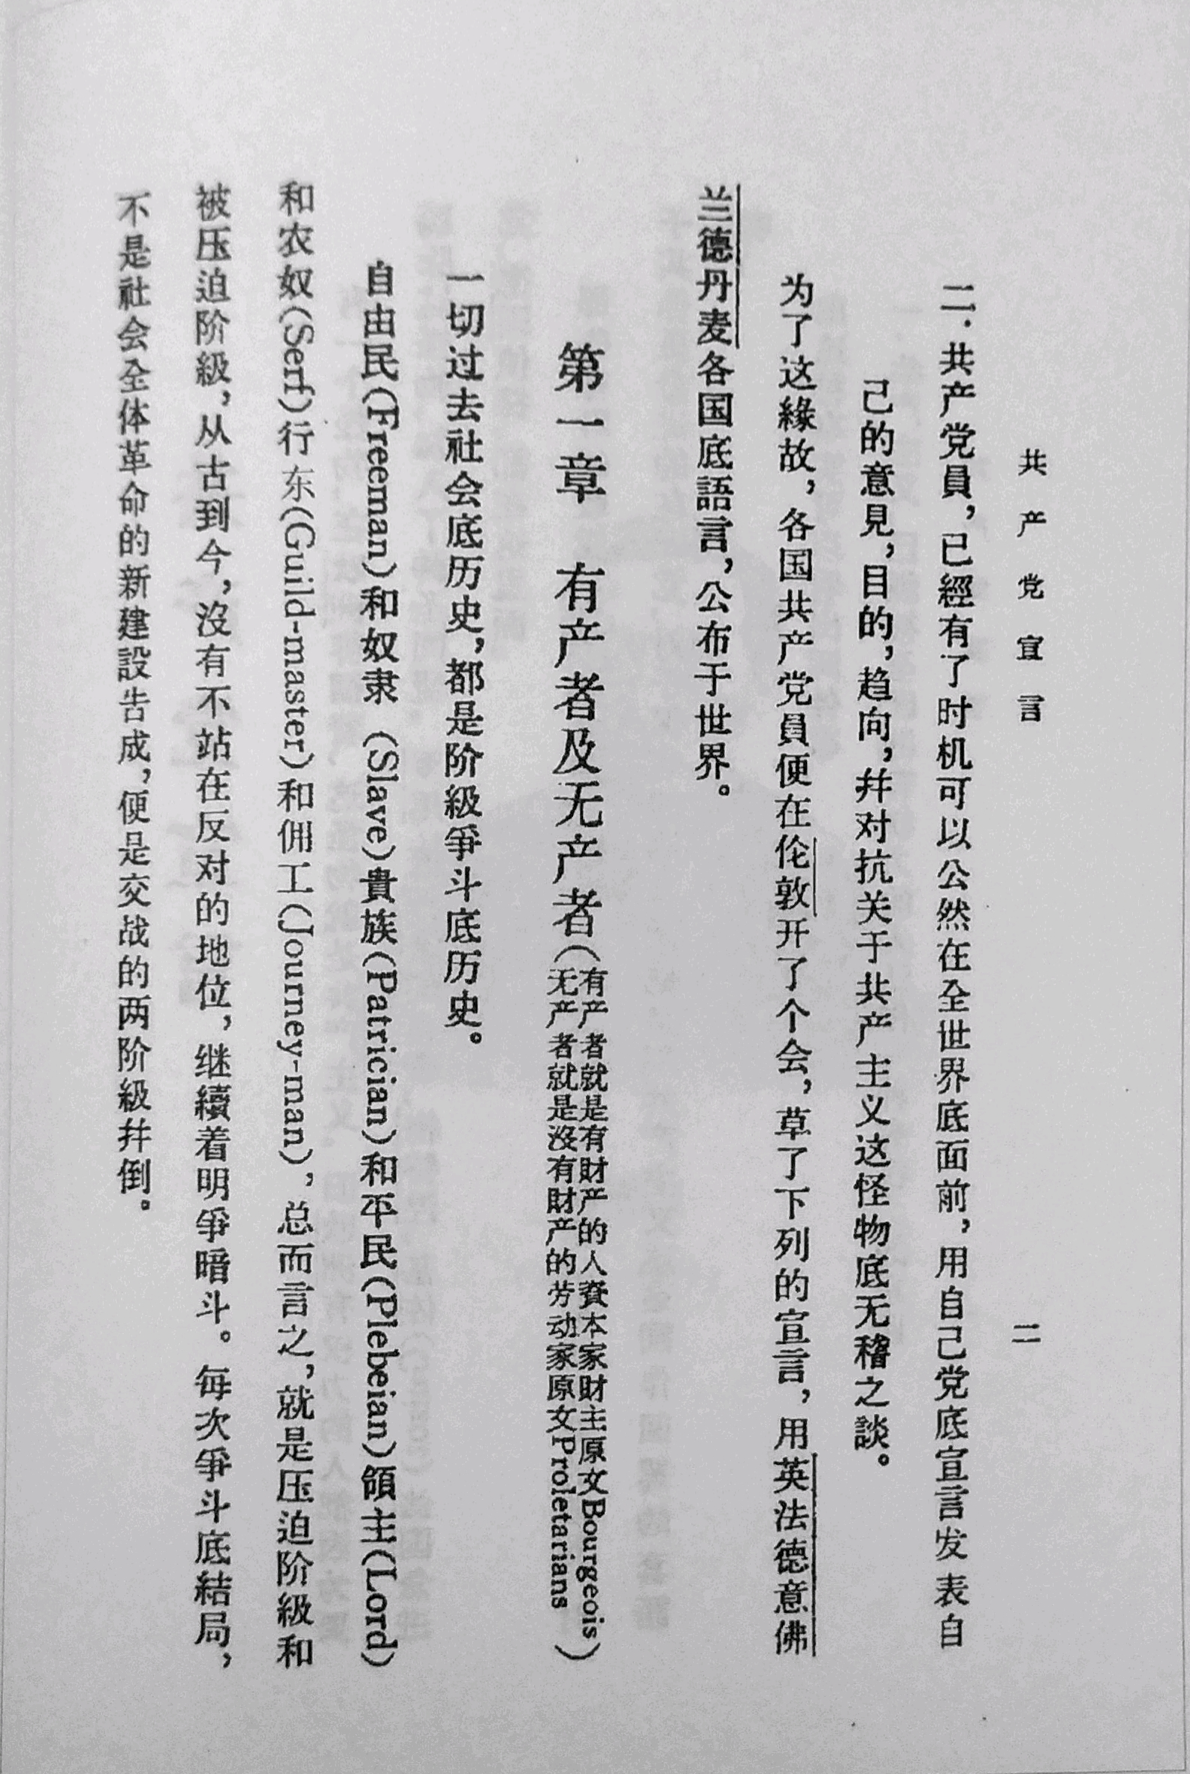 共产党宣言 二
二.共产党員，已經有了时机可以公然在全世界底面前，用自己党底宣言发表自
己的意見，目的，趋向，幷对抗关于共产主义这怪物底无稽之談。
为了这緣故，各国共产党員便在伦敦开了个会，草了下列的宣言，用英法德意佛
兰德丹麦各国底語言，公布于世界。
第一章 有产者及无产者（有产者就是有財产的人資本家財主原文Bourgeois
无产者就是沒有財产的劳动家原文Proletarians）
一切过去社会底历史，都是阶級爭斗底历史。
自由民(Freeman)和奴隶 (Slave)貴族(Patrician)和平民(Plebeian)領主(Lord)
和农奴(Serf)行东(Guild-master)和佣工(Journey-man)，总而言之，就是压迫阶級和
被压迫阶級，从古到今，沒有不站在反对的地位，继續着明爭暗斗。每次爭斗底結局，
不是社会全体革命的新建設吿成，便是交战的两阶級幷倒。